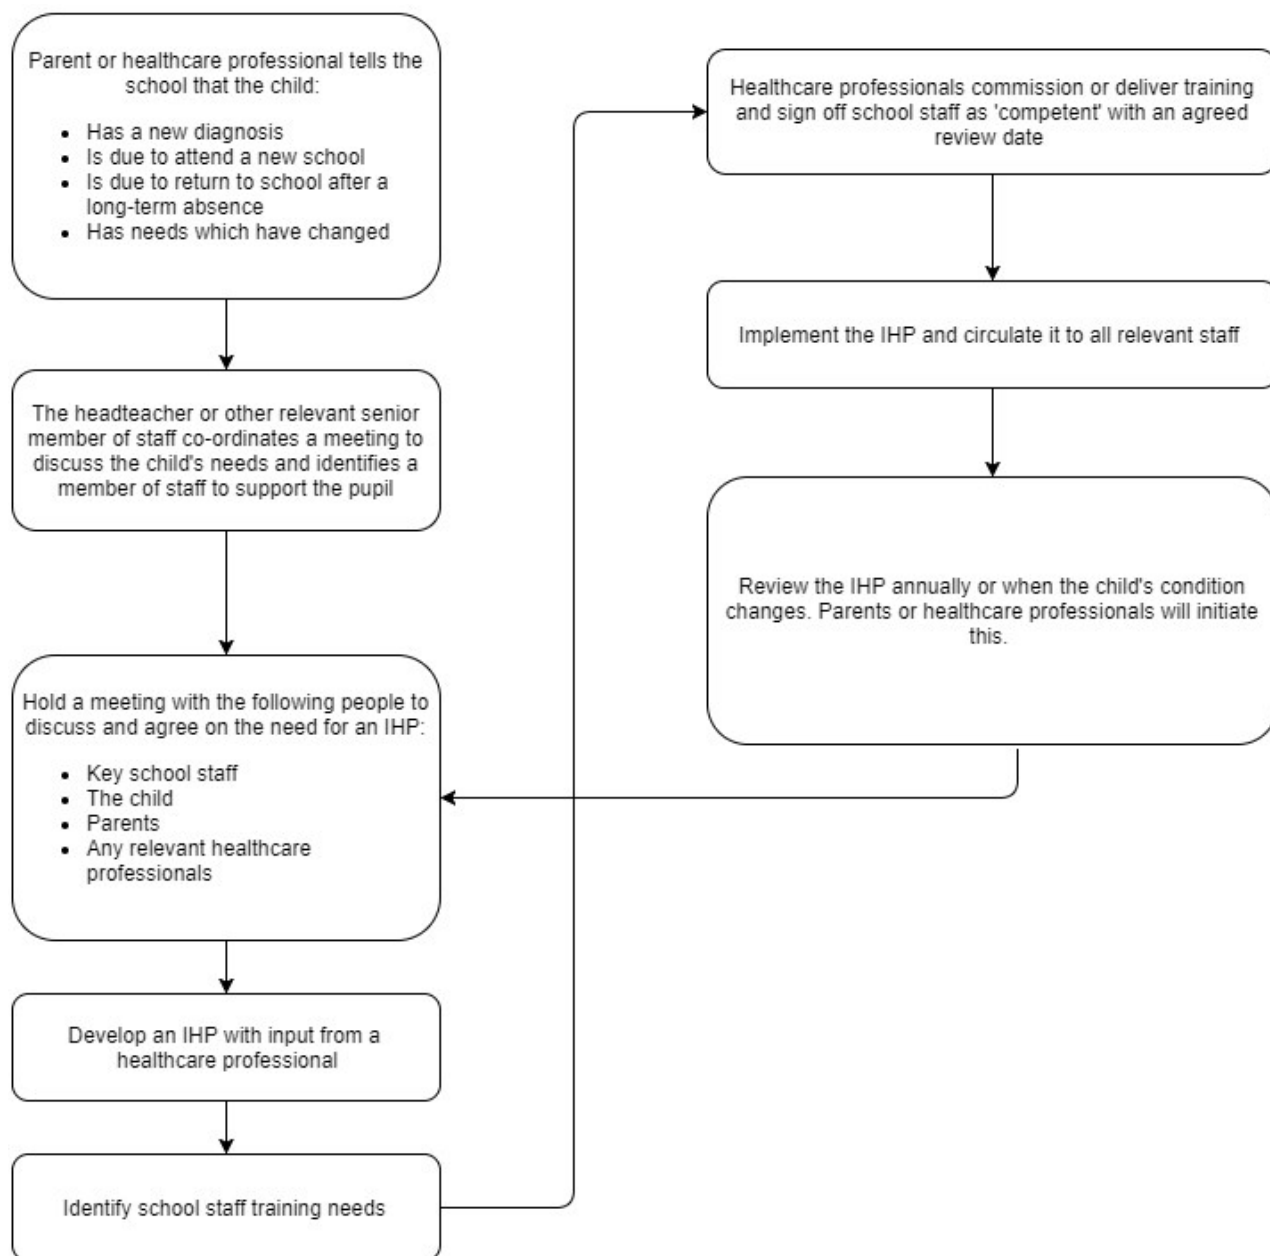 Parent or healthcare professional tells the
school that the child:
• Has a new diagnosis
• Is due to attend a new school
• Is due to return to school after a
long-term absence
• Has needs which have changed
The headteacher or other relevant senior
member of staff co-ordinates a meeting to
discuss the child's needs and identifies a
member of staff to support the pupil
Hold a meeting with the following people to
discuss and agree on the need for an IHP:
• Key school staff
• The child
• Parents
• Any relevant healthcare
professionals
Develop an IHP with input from a
healthcare professional
Identify school staff training needs
Healthcare professionals commission or deliver training
and sign off school staff as 'competent' with an agreed
review date
Implement the IHP and circulate it to all relevant staff
Review the IHP annually or when the child's condition
changes. Parents or healthcare professionals will initiate
this.